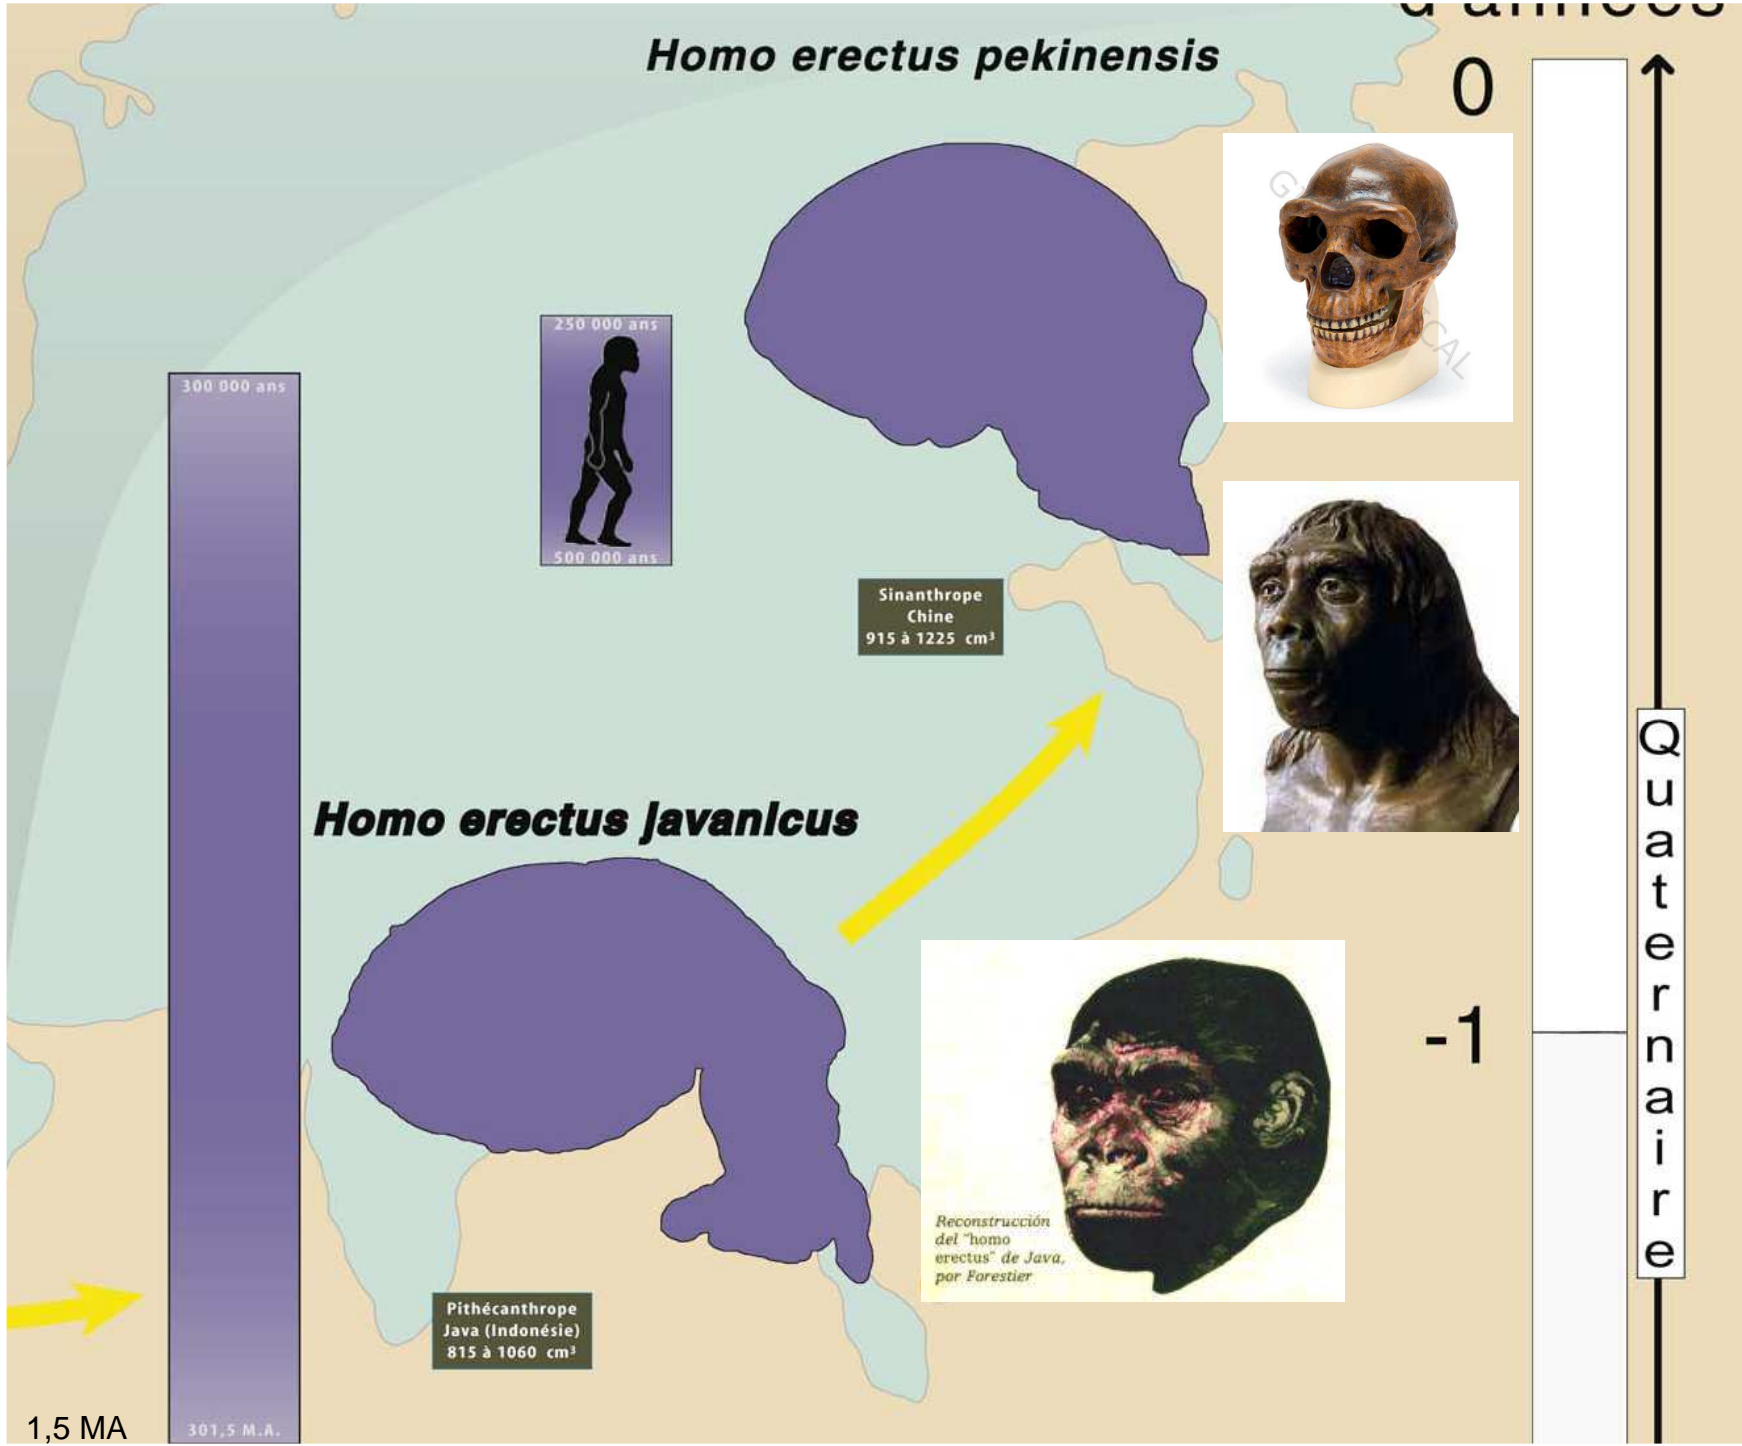 d'années
Homo erectus pekinensis
0
250 000 ans
300 000 ans
500 000 ans
Sinanthrope
Chine
915 à 1225 cm³
Quaternaire
Homo erectus javanicus
-1
Reconstrucción
del "homo
erectus" de Java,
por Forestier
Pithécanthrope
Java (Indonésie)
815 à 1060 cm³
1,5 MA
301,5 M.A.